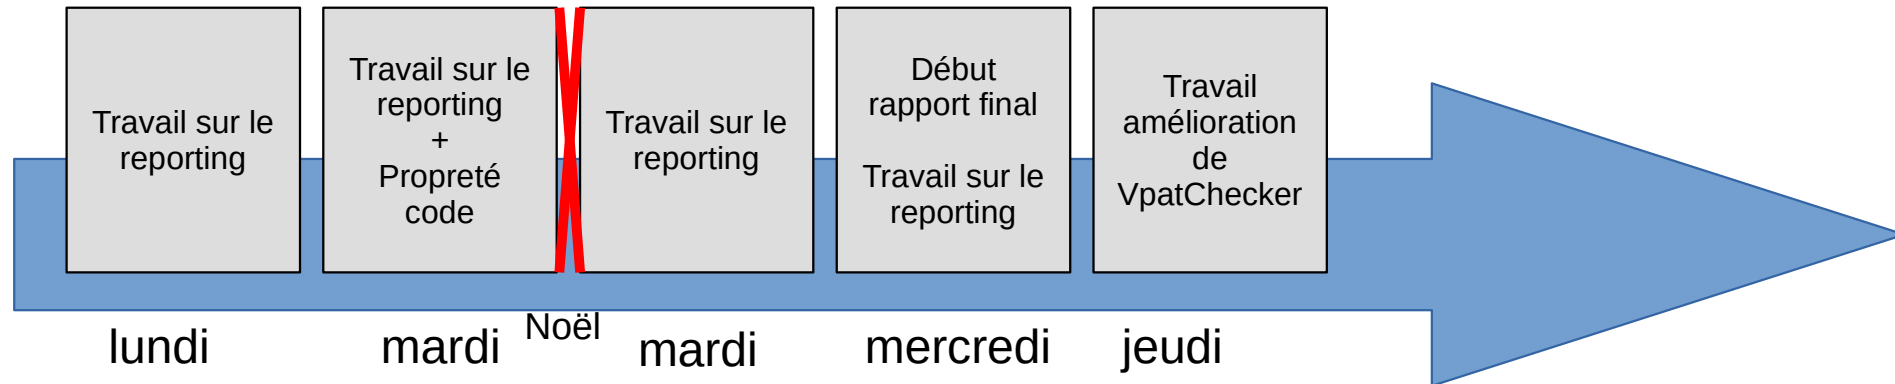 Travail sur le
reporting
Travail sur le
reporting
+
Propreté
code
Travail sur le
reporting
Début
rapport final
Travail sur le
reporting
Travail
amélioration
de
VpatChecker
lundi
mardi
Noël
mardi
mercredi
jeudi